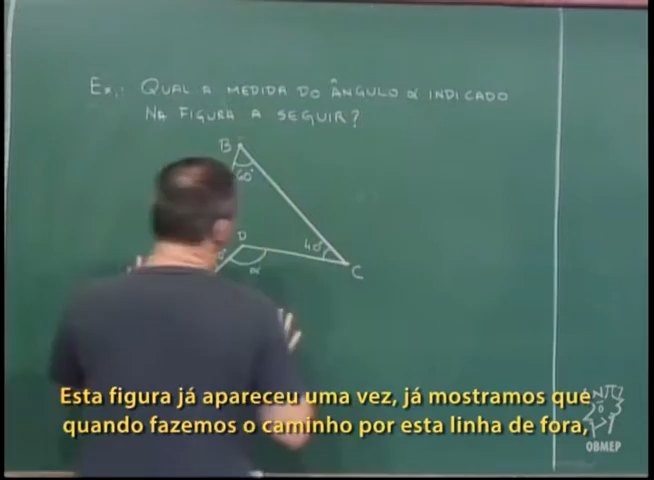 Ex.: QUAL A MEDIDA DO ÂNGULO α INDICADO
NA FIGURA A SEGUIR?
B
60°
D
40°
α
C
Esta figura já apareceu uma vez, já mostramos que
quando fazemos o caminho por esta linha de fora,
OBMEP